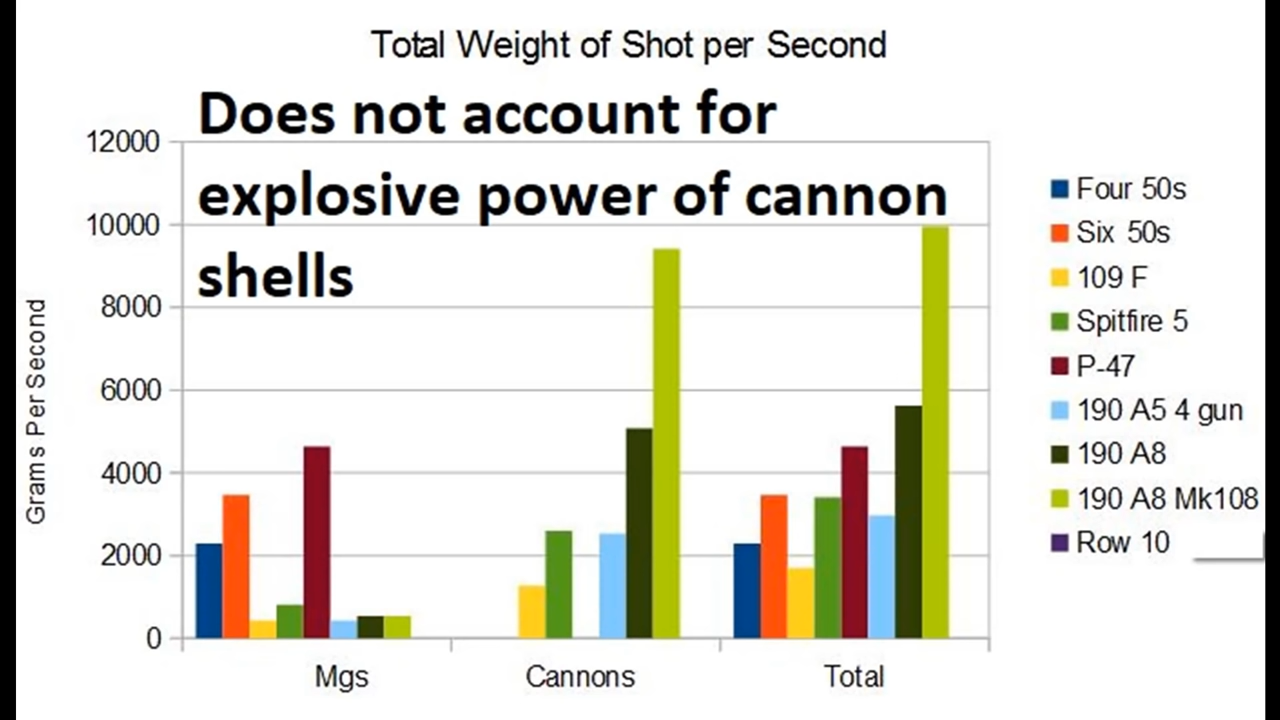 Total Weight of Shot per Second
Does not account for
explosive power of cannon
shells
12000
10000
8000
6000
4000
2000
0
Grams Per Second
Mgs
Cannons
Total
Four 50s
Six 50s
109 F
Spitfire 5
P-47
190 A5 4 gun
190 A8
190 A8 Mk108
Row 10